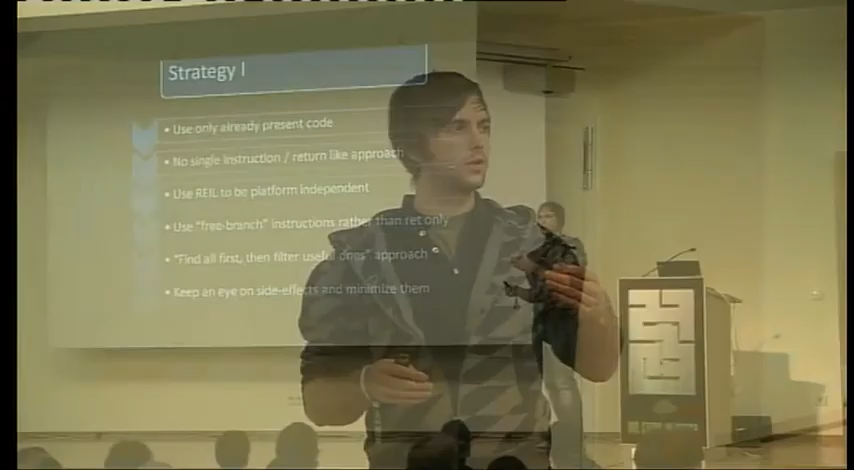 Strategy I
• Use only already present code
• No single instruction / return like approach
• Use REIL to be platform independent
• Use "free-branch" instructions rather than ret only
• "Find all first, then filter useful ones" approach
• Keep an eye on side-effects and minimize them